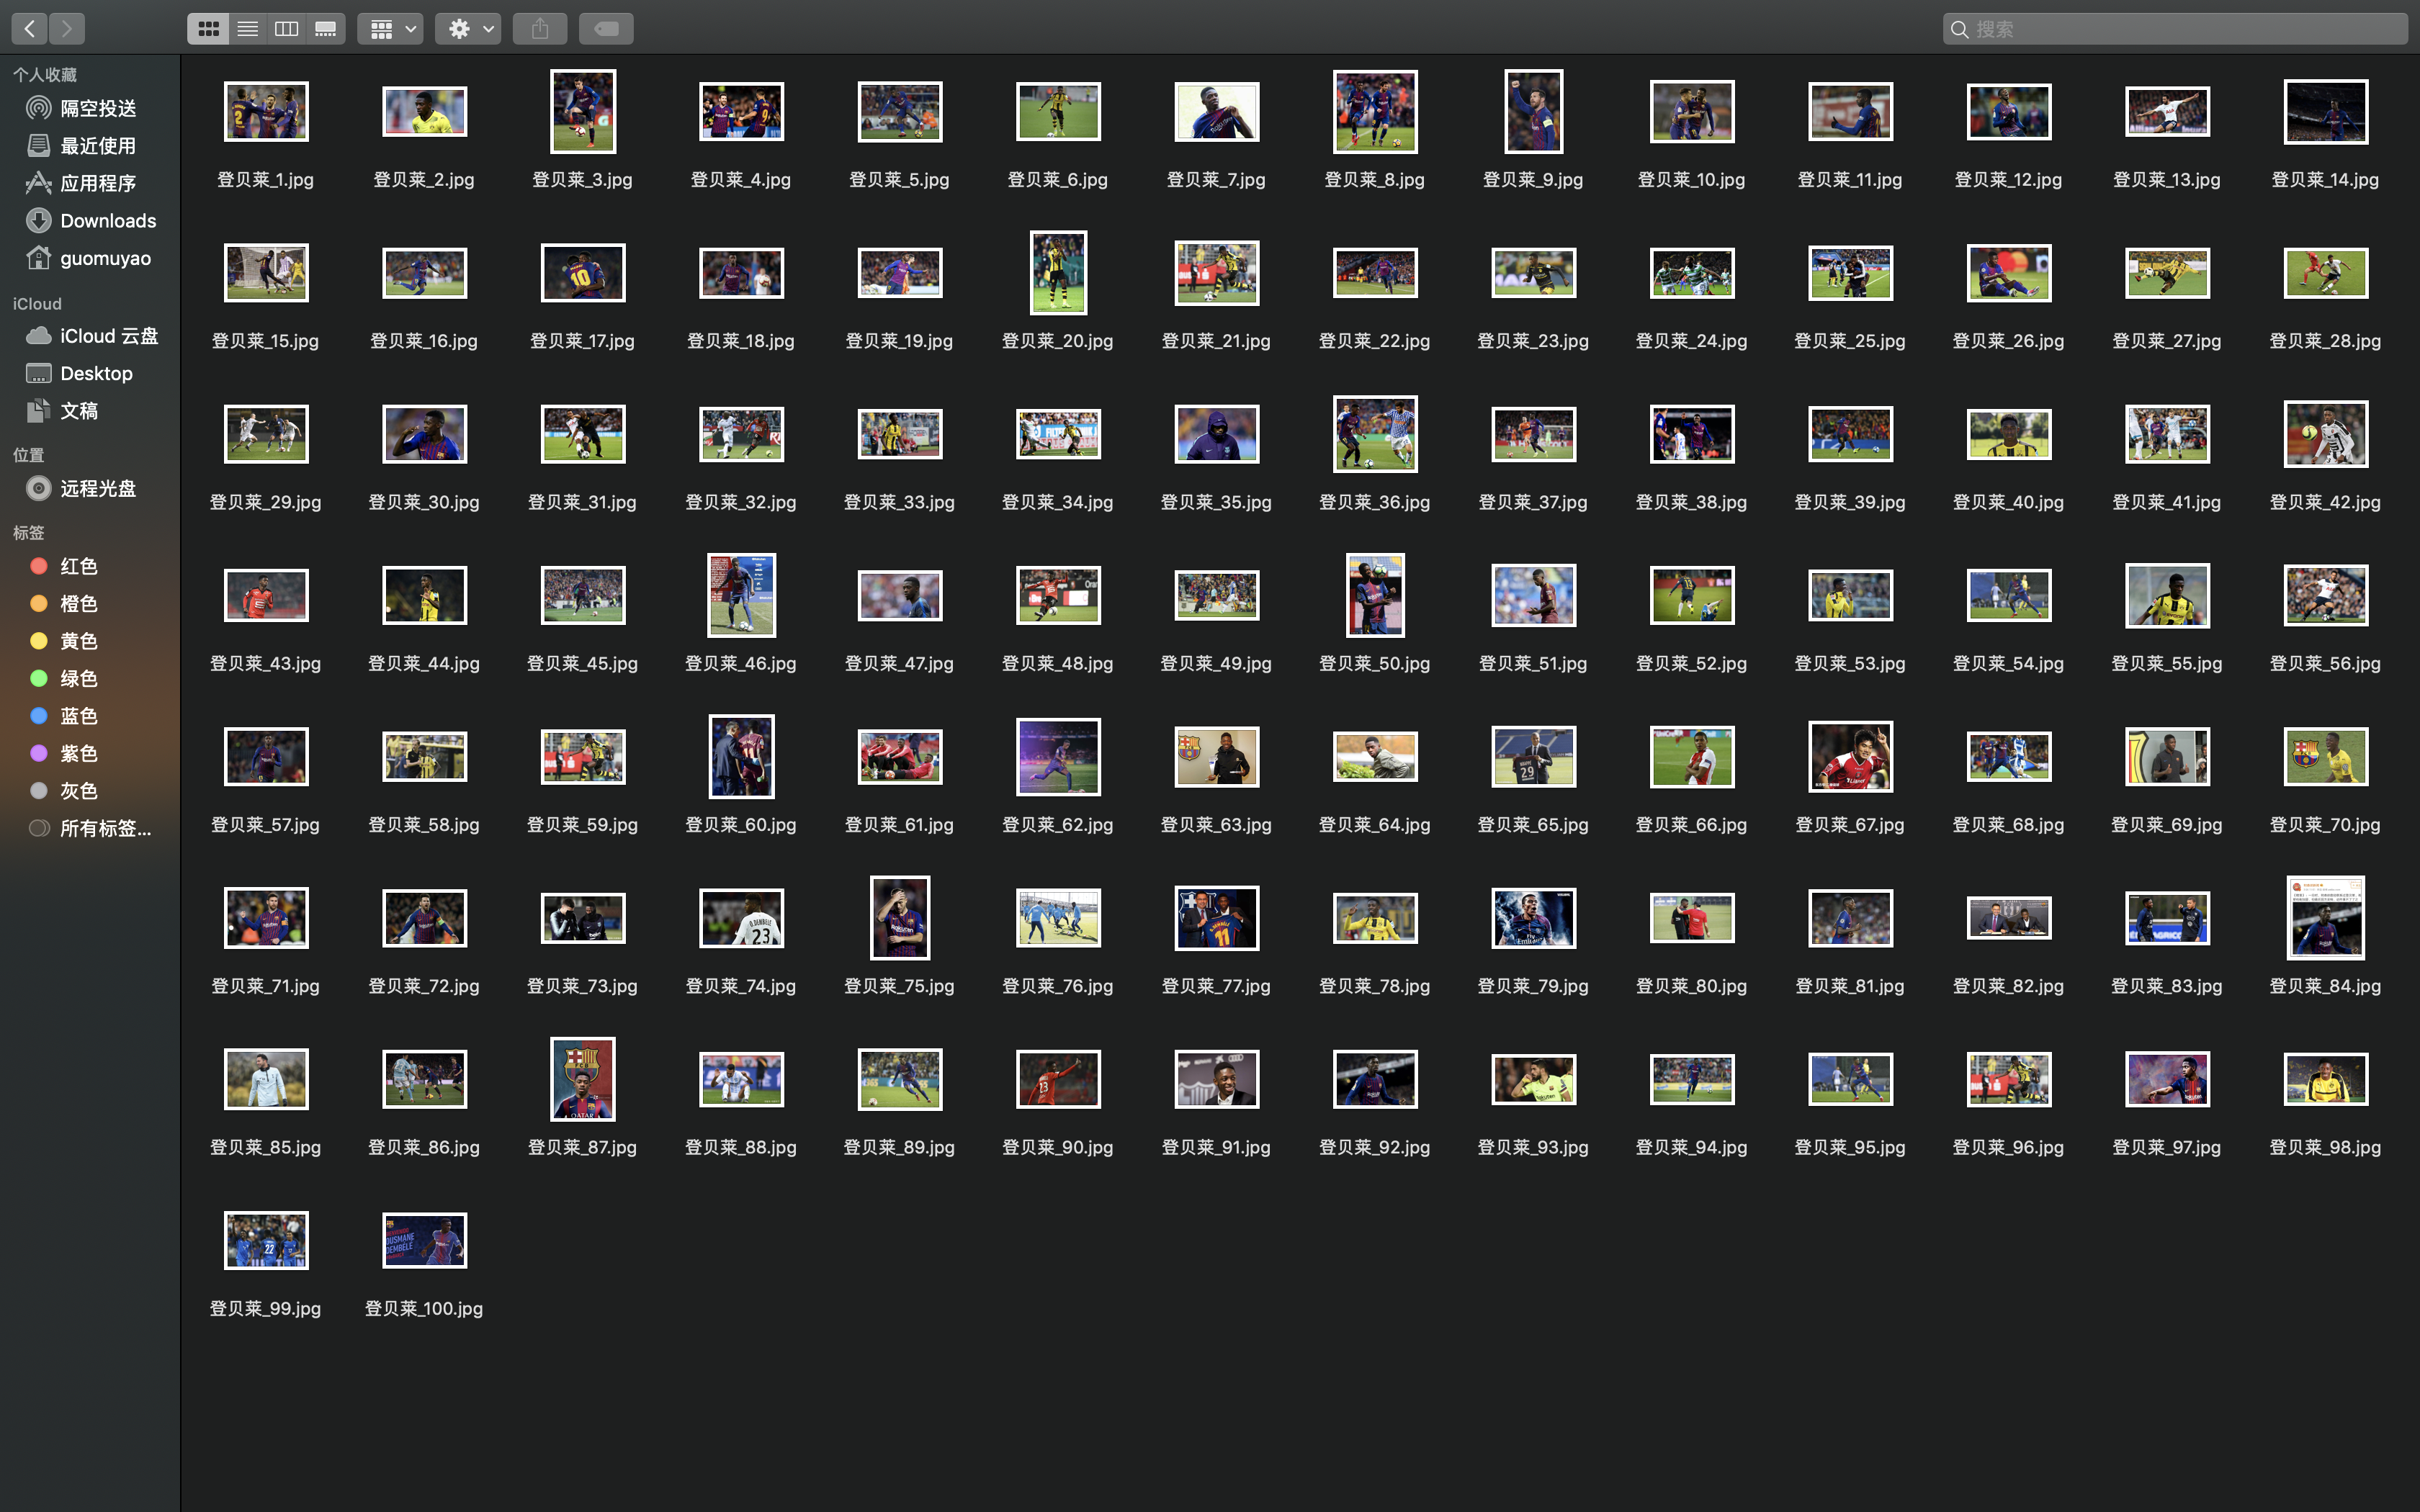 搜索
个人收藏
隔空投送
最近使用
应用程序
Downloads
guomuyao
iCloud
iCloud 云盘
Desktop
文稿
位置
远程光盘
标签
红色
橙色
黄色
绿色
蓝色
紫色
灰色
所有标签...
登贝莱_1.jpg 登贝莱_2.jpg 登贝莱_3.jpg 登贝莱_4.jpg 登贝莱_5.jpg 登贝莱_6.jpg 登贝莱_7.jpg 登贝莱_8.jpg 登贝莱_9.jpg 登贝莱_10.jpg 登贝莱_11.jpg 登贝莱_12.jpg 登贝莱_13.jpg 登贝莱_14.jpg
登贝莱_15.jpg 登贝莱_16.jpg 登贝莱_17.jpg 登贝莱_18.jpg 登贝莱_19.jpg 登贝莱_20.jpg 登贝莱_21.jpg 登贝莱_22.jpg 登贝莱_23.jpg 登贝莱_24.jpg 登贝莱_25.jpg 登贝莱_26.jpg 登贝莱_27.jpg 登贝莱_28.jpg
登贝莱_29.jpg 登贝莱_30.jpg 登贝莱_31.jpg 登贝莱_32.jpg 登贝莱_33.jpg 登贝莱_34.jpg 登贝莱_35.jpg 登贝莱_36.jpg 登贝莱_37.jpg 登贝莱_38.jpg 登贝莱_39.jpg 登贝莱_40.jpg 登贝莱_41.jpg 登贝莱_42.jpg
登贝莱_43.jpg 登贝莱_44.jpg 登贝莱_45.jpg 登贝莱_46.jpg 登贝莱_47.jpg 登贝莱_48.jpg 登贝莱_49.jpg 登贝莱_50.jpg 登贝莱_51.jpg 登贝莱_52.jpg 登贝莱_53.jpg 登贝莱_54.jpg 登贝莱_55.jpg 登贝莱_56.jpg
登贝莱_57.jpg 登贝莱_58.jpg 登贝莱_59.jpg 登贝莱_60.jpg 登贝莱_61.jpg 登贝莱_62.jpg 登贝莱_63.jpg 登贝莱_64.jpg 登贝莱_65.jpg 登贝莱_66.jpg 登贝莱_67.jpg 登贝莱_68.jpg 登贝莱_69.jpg 登贝莱_70.jpg
登贝莱_71.jpg 登贝莱_72.jpg 登贝莱_73.jpg 登贝莱_74.jpg 登贝莱_75.jpg 登贝莱_76.jpg 登贝莱_77.jpg 登贝莱_78.jpg 登贝莱_79.jpg 登贝莱_80.jpg 登贝莱_81.jpg 登贝莱_82.jpg 登贝莱_83.jpg 登贝莱_84.jpg
登贝莱_85.jpg 登贝莱_86.jpg 登贝莱_87.jpg 登贝莱_88.jpg 登贝莱_89.jpg 登贝莱_90.jpg 登贝莱_91.jpg 登贝莱_92.jpg 登贝莱_93.jpg 登贝莱_94.jpg 登贝莱_95.jpg 登贝莱_96.jpg 登贝莱_97.jpg 登贝莱_98.jpg
OUSMANE
DEMBÉLÉ
登贝莱_99.jpg 登贝莱_100.jpg